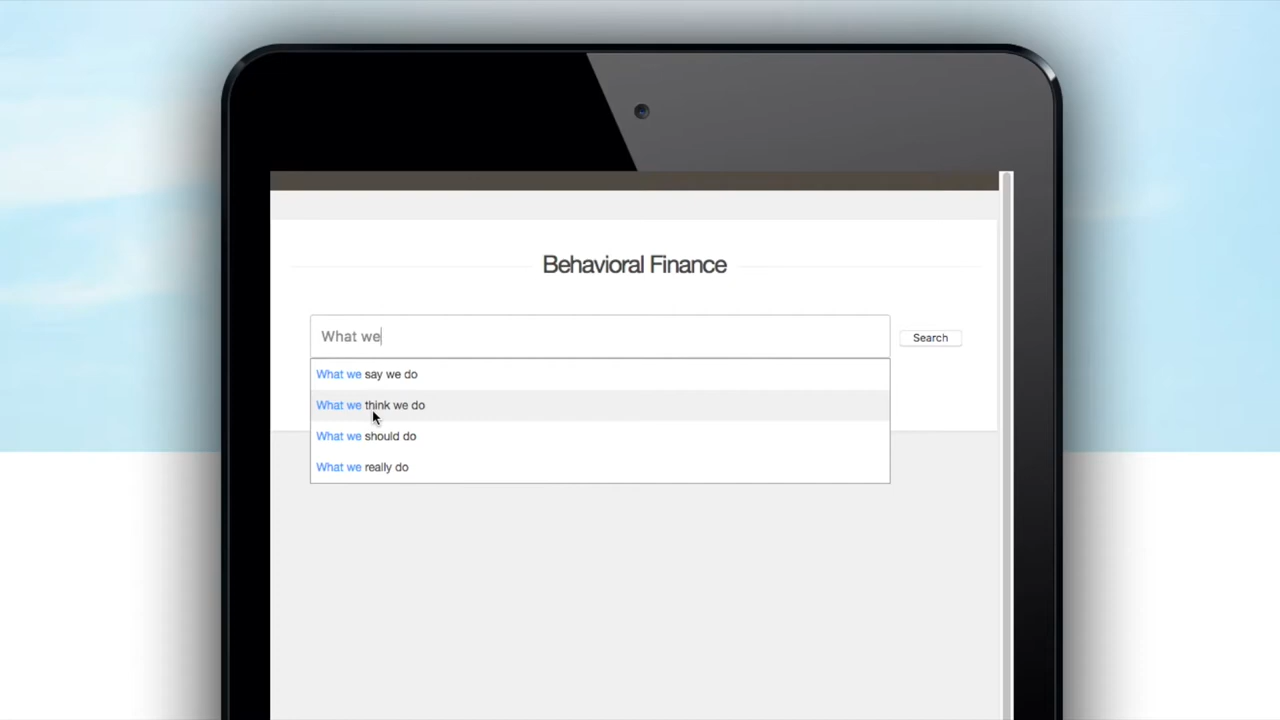 Behavioral Finance
What we
Search
What we say we do
What we think we do
What we should do
What we really do